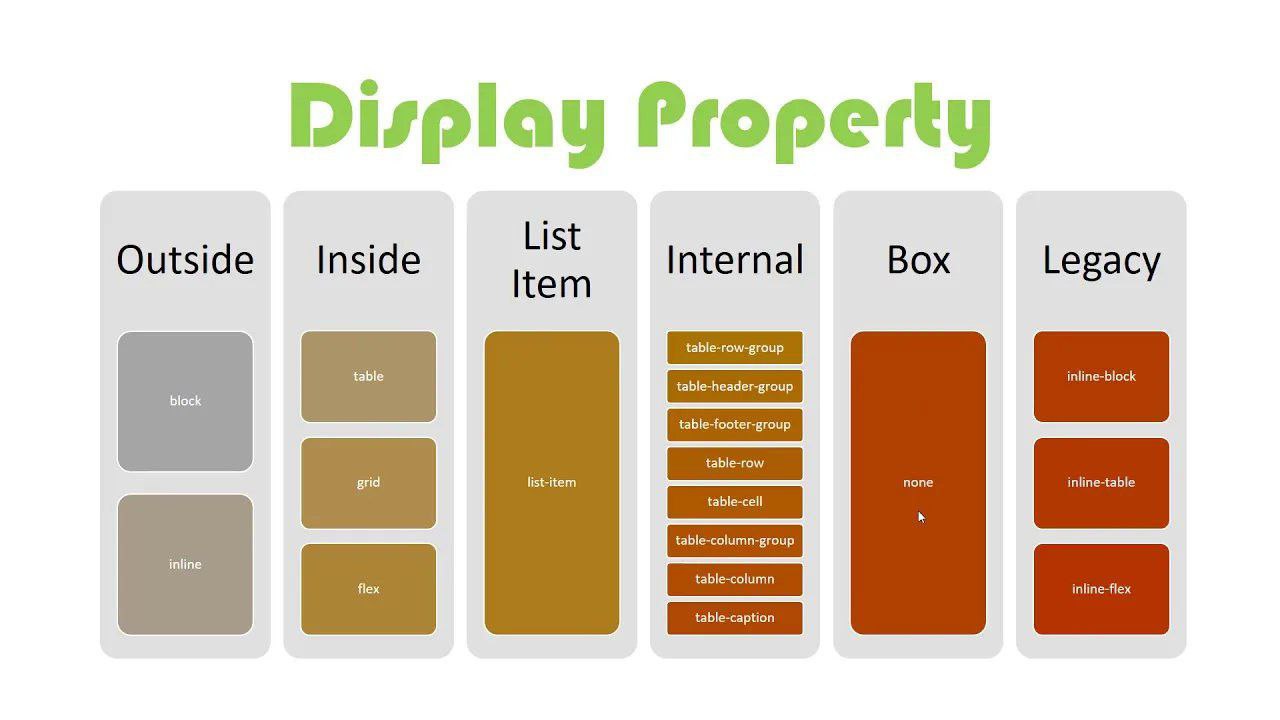 Display Property
Outside
block
inline
Inside
table
grid
flex
List
Item
list-item
Internal
table-row-group
table-header-group
table-footer-group
table-row
table-cell
table-column-group
table-column
table-caption
Box
none
Legacy
inline-block
inline-table
inline-flex